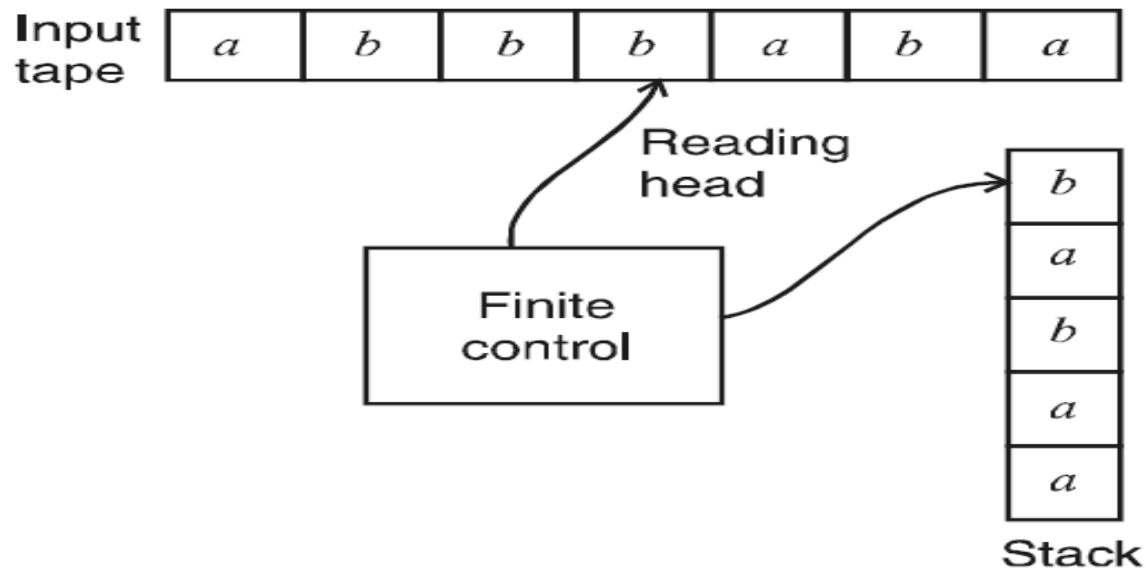 Input
tape
a b b b a b a
Reading
head
Finite
control
b
a
b
a
a
Stack